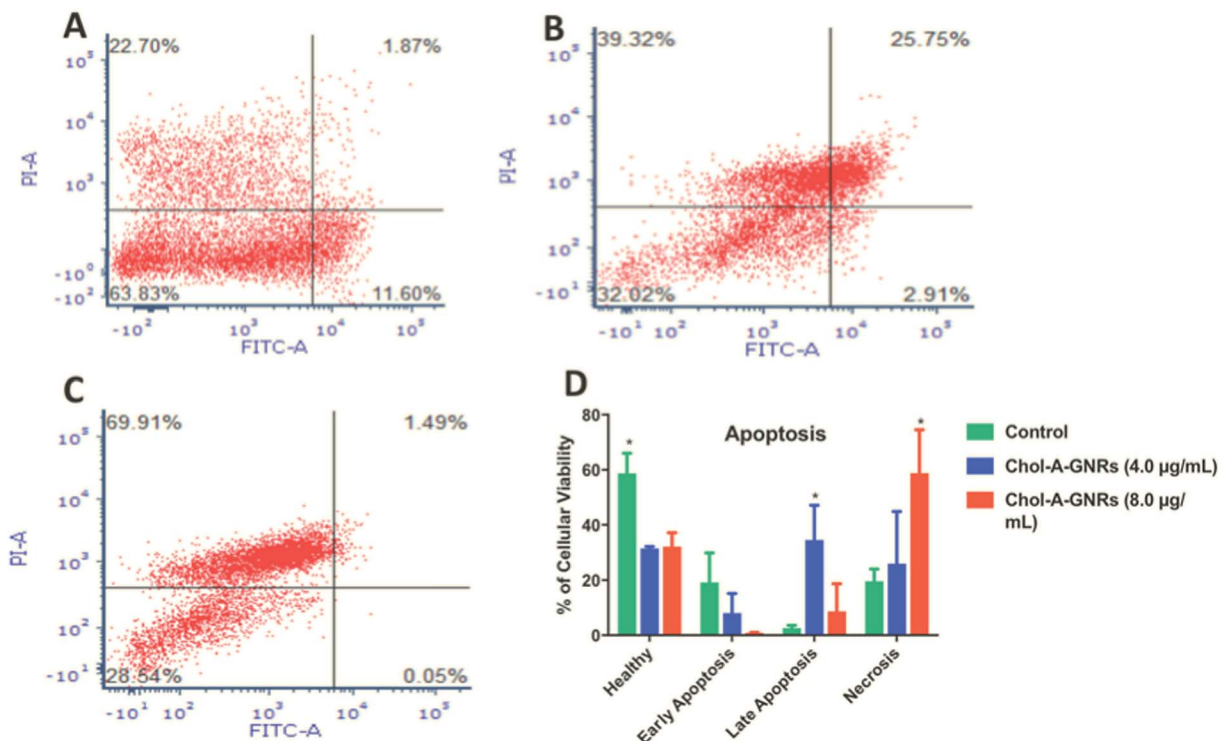 A
22.70%
1.87%
10⁵
10⁴
10³
-10⁰
-10²
PI-A
63.83%
11.60%
-10²
10³
10⁴
10⁵
FITC-A
B
39.32%
25.75%
10⁵
10⁴
10³
10²
-10¹
PI-A
32.02%
2.91%
-10¹
10²
10³
10⁴
10⁵
FITC-A
C
69.91%
1.49%
10⁵
10⁴
10³
10²
-10¹
PI-A
28.54%
0.05%
-10¹
10²
10³
10⁴
10⁵
FITC-A
D
Apoptosis
% of Cellular Viability
80
60
40
20
0
*
*
*
Healthy
Early Apoptosis
Late Apoptosis
Necrosis
Control
Chol-A-GNRs (4.0 µg/mL)
Chol-A-GNRs (8.0 µg/
mL)